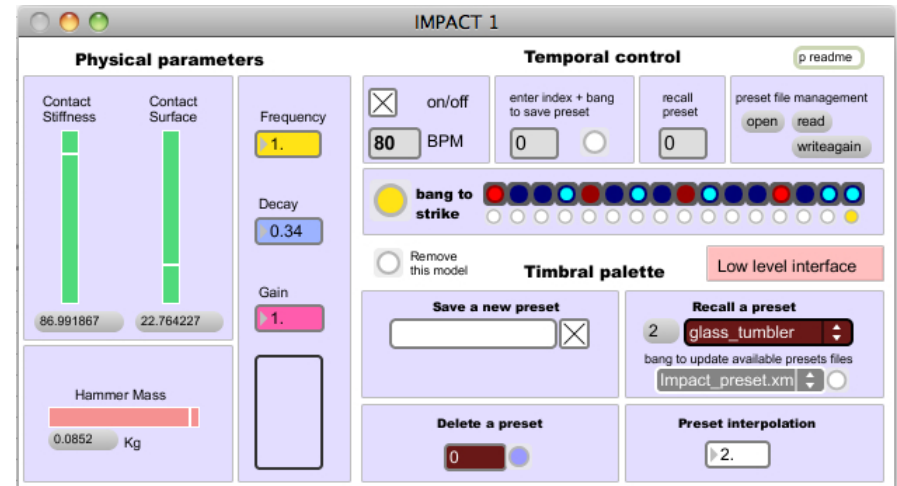 IMPACT 1
Physical parameters
Contact
Stiffness
Contact
Surface
86.991867
22.764227
Hammer Mass
0.0852
Kg
Frequency
1.
Decay
0.34
Gain
1.
Temporal control
p readme
on/off
80
BPM
enter index + bang
to save preset
0
recall
preset
0
preset file management
open
read
writeagain
bang to
strike
Remove
this model
Timbral palette
Low level interface
Save a new preset
Recall a preset
2
glass_tumbler
bang to update available presets files
Impact_preset.xm
Delete a preset
0
Preset interpolation
2.